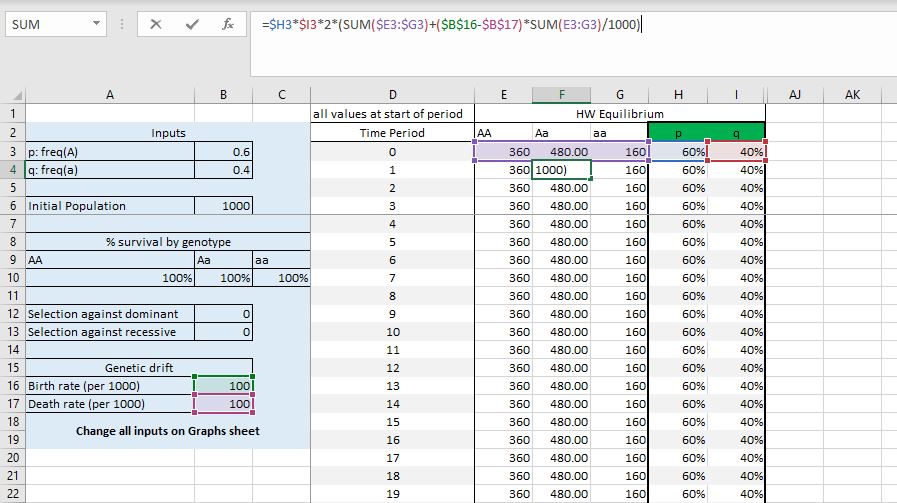 SUM =$H3*$I3*2*(SUM($E3:$G3)+($B$16-$B$17)*SUM(E3:G3)/1000)
fx
A B C D E F G H I AJ AK
1 all values at start of period HW Equilibrium
2 Inputs Time Period AA Aa aa p q
3 p: freq(A) 0.6 0 360 480.00 160 60% 40%
4 q: freq(a) 0.4 1 360 1000) 160 60% 40%
5 2 360 480.00 160 60% 40%
6 Initial Population 1000 3 360 480.00 160 60% 40%
7 4 360 480.00 160 60% 40%
8 % survival by genotype 5 360 480.00 160 60% 40%
9 AA Aa aa 6 360 480.00 160 60% 40%
10 100% 100% 100% 7 360 480.00 160 60% 40%
11 8 360 480.00 160 60% 40%
12 Selection against dominant 0 9 360 480.00 160 60% 40%
13 Selection against recessive 0 10 360 480.00 160 60% 40%
14 11 360 480.00 160 60% 40%
15 Genetic drift 12 360 480.00 160 60% 40%
16 Birth rate (per 1000) 100 13 360 480.00 160 60% 40%
17 Death rate (per 1000) 100 14 360 480.00 160 60% 40%
18 15 360 480.00 160 60% 40%
Change all inputs on Graphs sheet
19 16 360 480.00 160 60% 40%
20 17 360 480.00 160 60% 40%
21 18 360 480.00 160 60% 40%
22 19 360 480.00 160 60% 40%